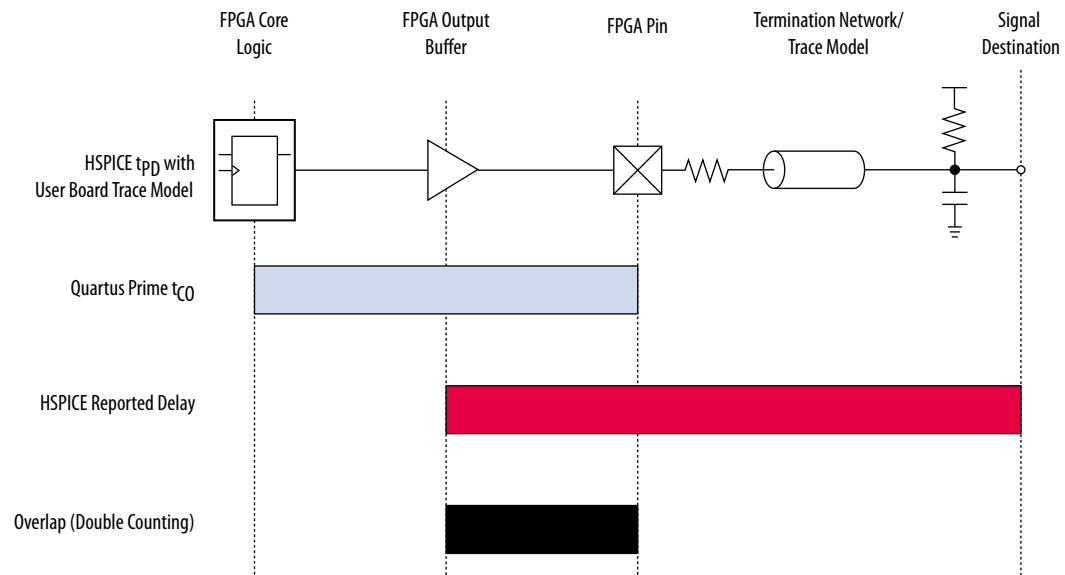 FPGA Core
Logic
FPGA Output
Buffer
FPGA Pin
Termination Network/
Trace Model
Signal
Destination
HSPICE tPD with
User Board Trace Model
Quartus Prime tCO
HSPICE Reported Delay
Overlap (Double Counting)